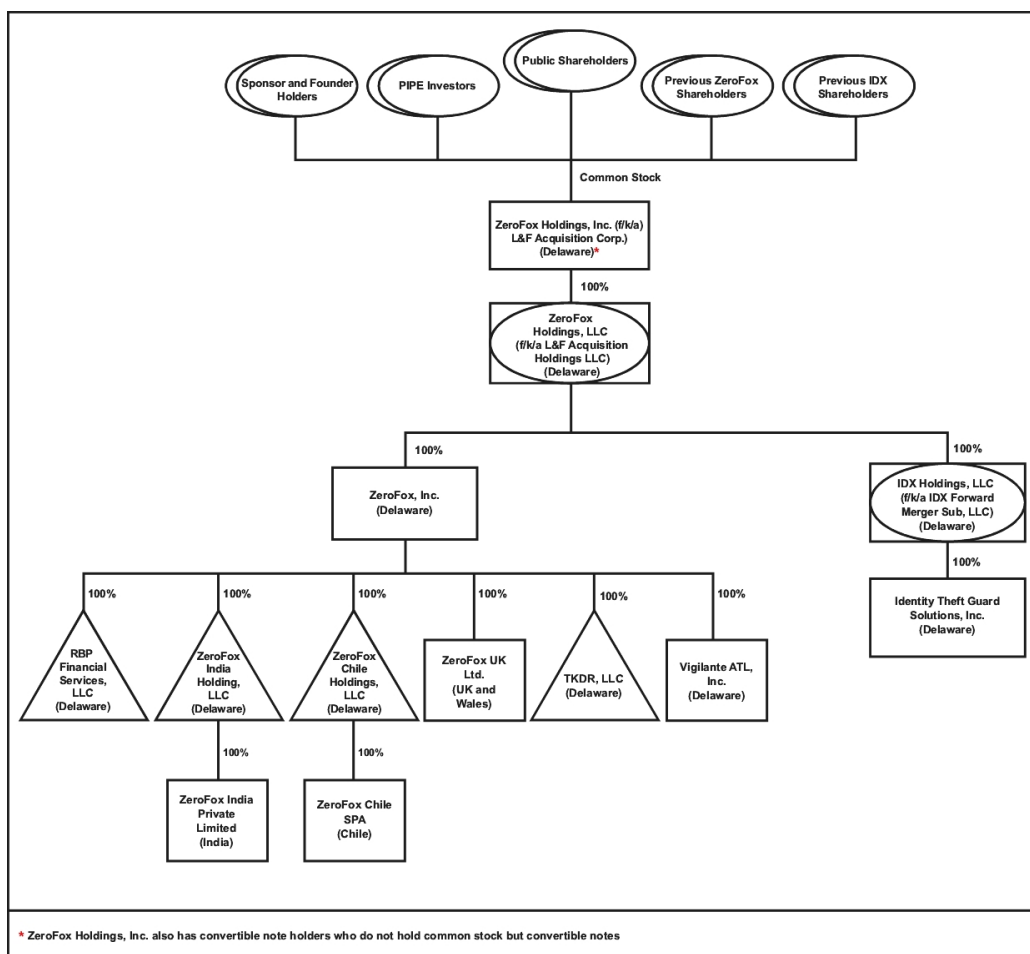 Public Shareholders
Sponsor and Founder
Holders
PIPE Investors
Previous ZeroFox
Shareholders
Previous IDX
Shareholders
Common Stock
ZeroFox Holdings, Inc. (f/k/a)
L&F Acquisition Corp.)
(Delaware)*
100%
ZeroFox
Holdings, LLC
(f/k/a L&F Acquisition
Holdings LLC)
(Delaware)
100%
100%
ZeroFox, Inc.
(Delaware)
IDX Holdings, LLC
(f/k/a IDX Forward
Merger Sub, LLC)
(Delaware)
100%
Identity Theft Guard
Solutions, Inc.
(Delaware)
100%
100%
100%
100%
100%
100%
RBP
Financial
Services,
LLC
(Delaware)
ZeroFox
India
Holding,
LLC
(Delaware)
ZeroFox
Chile
Holdings,
LLC
(Delaware)
ZeroFox UK
Ltd.
(UK and
Wales)
TKDR, LLC
(Delaware)
Vigilante ATL,
Inc.
(Delaware)
100%
100%
ZeroFox India
Private
Limited
(India)
ZeroFox Chile
SPA
(Chile)
* ZeroFox Holdings, Inc. also has convertible note holders who do not hold common stock but convertible notes